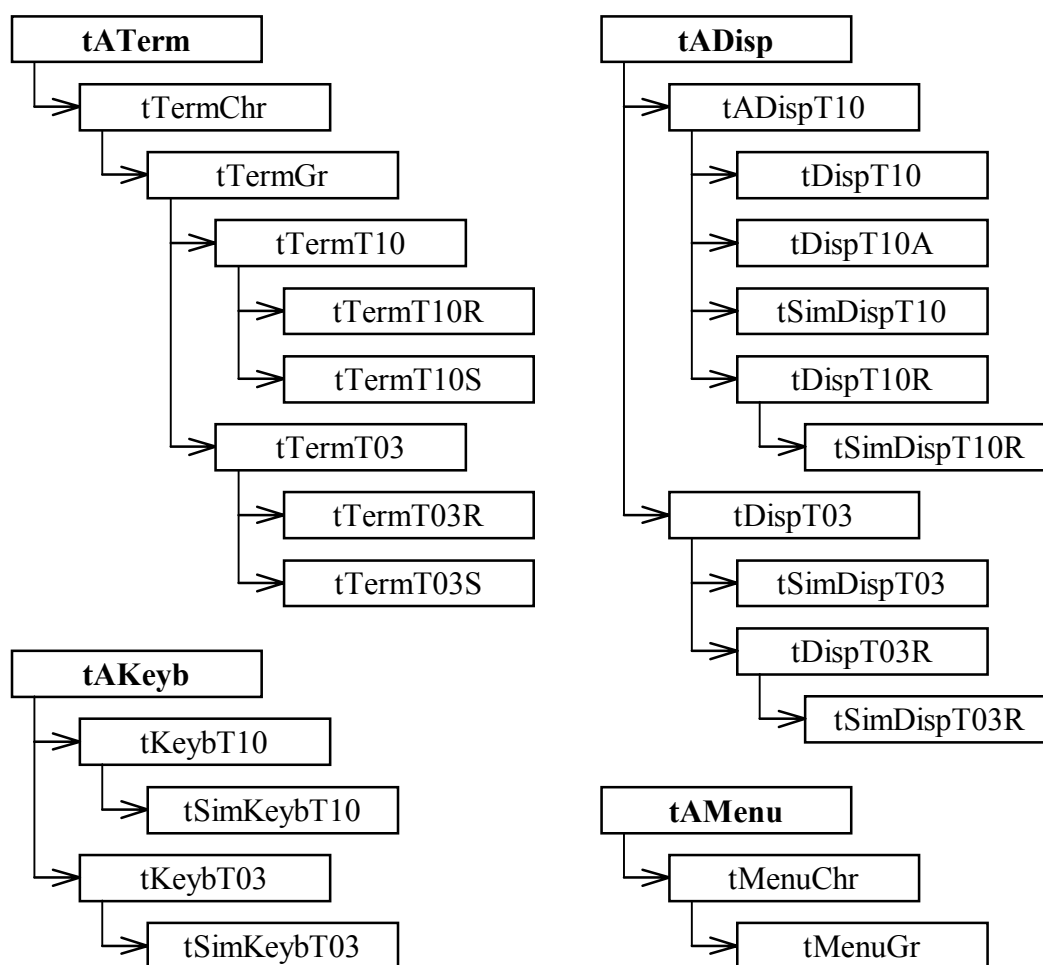 tATerm
tTermChr
tTermGr
tTermT10
tTermT10R
tTermT10S
tTermT03
tTermT03R
tTermT03S
tAKeyb
tKeybT10
tSimKeybT10
tKeybT03
tSimKeybT03
tADisp
tADispT10
tDispT10
tDispT10A
tSimDispT10
tDispT10R
tSimDispT10R
tDispT03
tSimDispT03
tDispT03R
tSimDispT03R
tAMenu
tMenuChr
tMenuGr